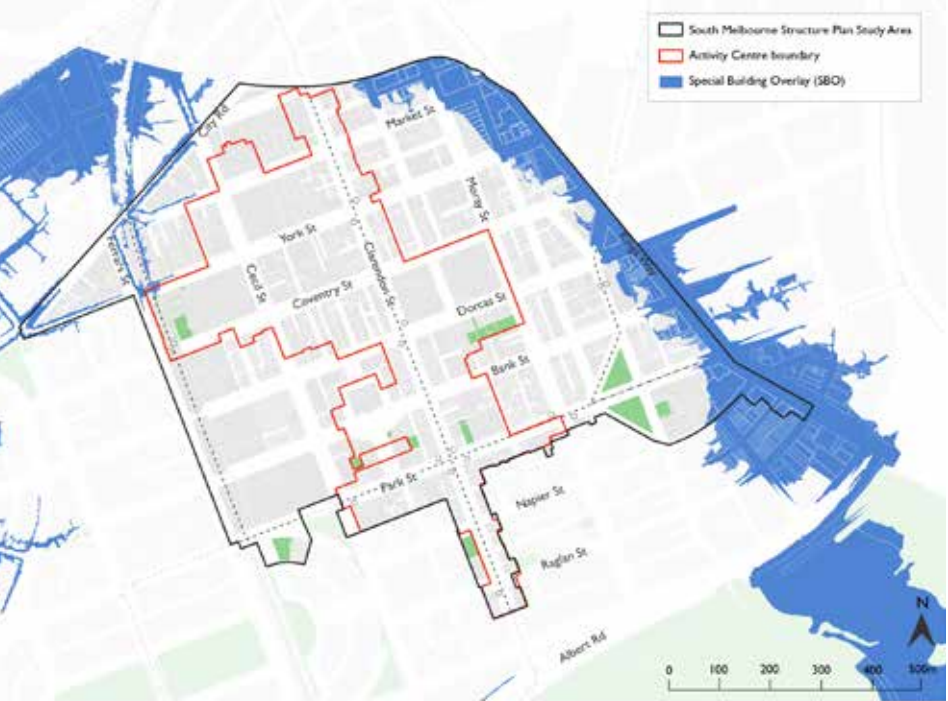 South Melbourne Structure Plan Study Area
Activity Centre boundary
Special Building Overlay (SBO)
City Rd
Market St
Moray St
York St
Ferrars St
Cecil St
Clarendon St
Coventry St
Dorcas St
Bank St
Park St
Napier St
Raglan St
Albert Rd
N
0 100 200 300 400 500m